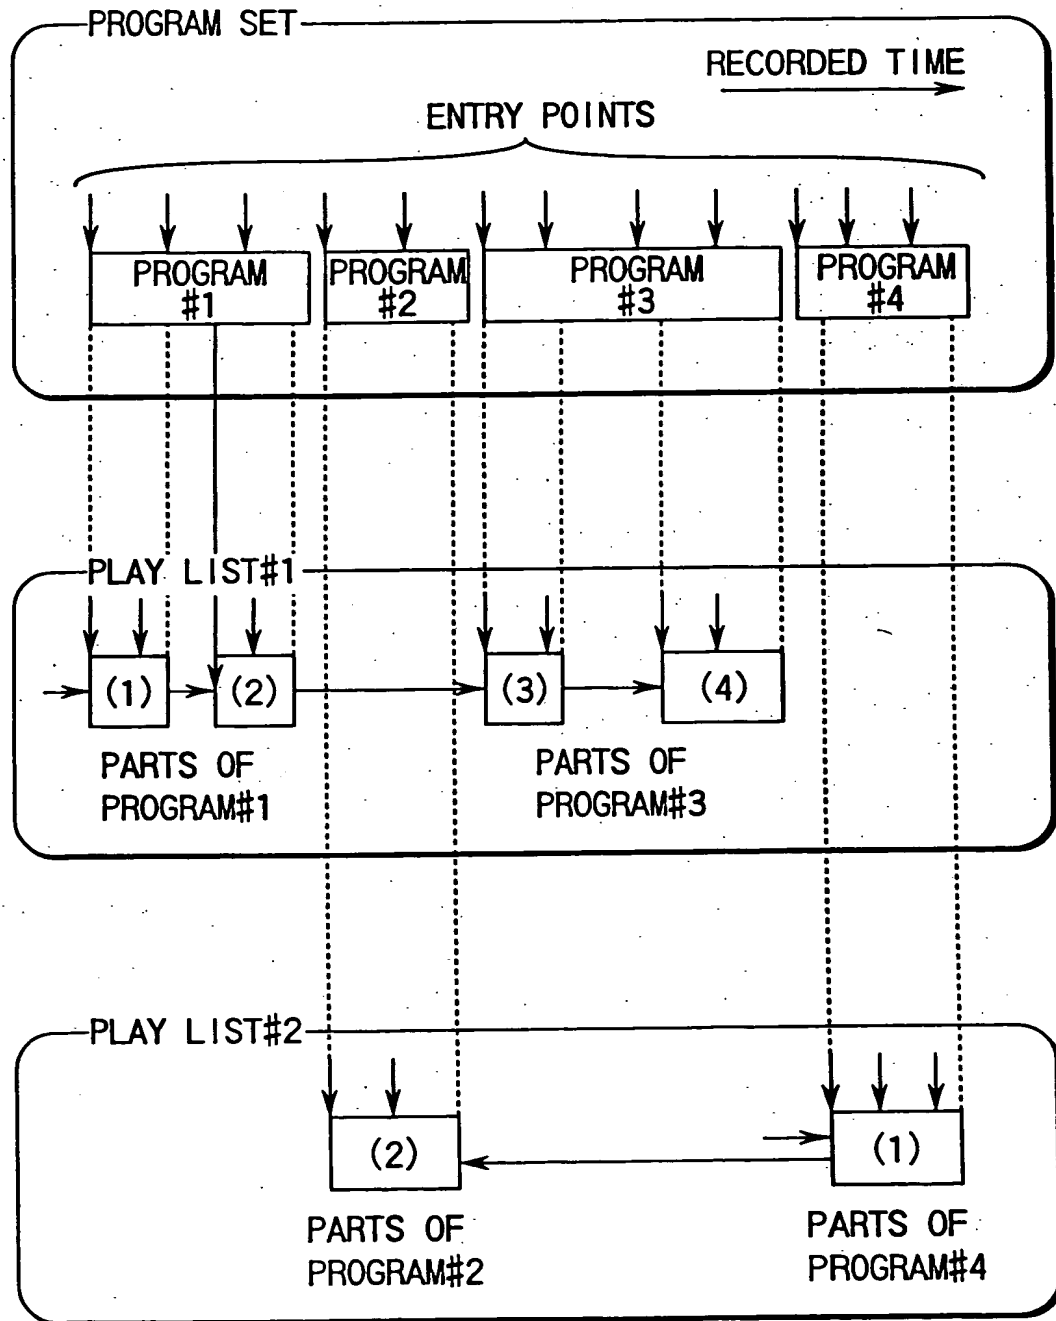 PROGRAM SET
RECORDED TIME
ENTRY POINTS
PROGRAM
#1
PROGRAM
#2
PROGRAM
#3
PROGRAM
#4
PLAY LIST#1
(1)
(2)
(3)
(4)
PARTS OF
PROGRAM#1
PARTS OF
PROGRAM#3
PLAY LIST#2
(2)
(1)
PARTS OF
PROGRAM#2
PARTS OF
PROGRAM#4